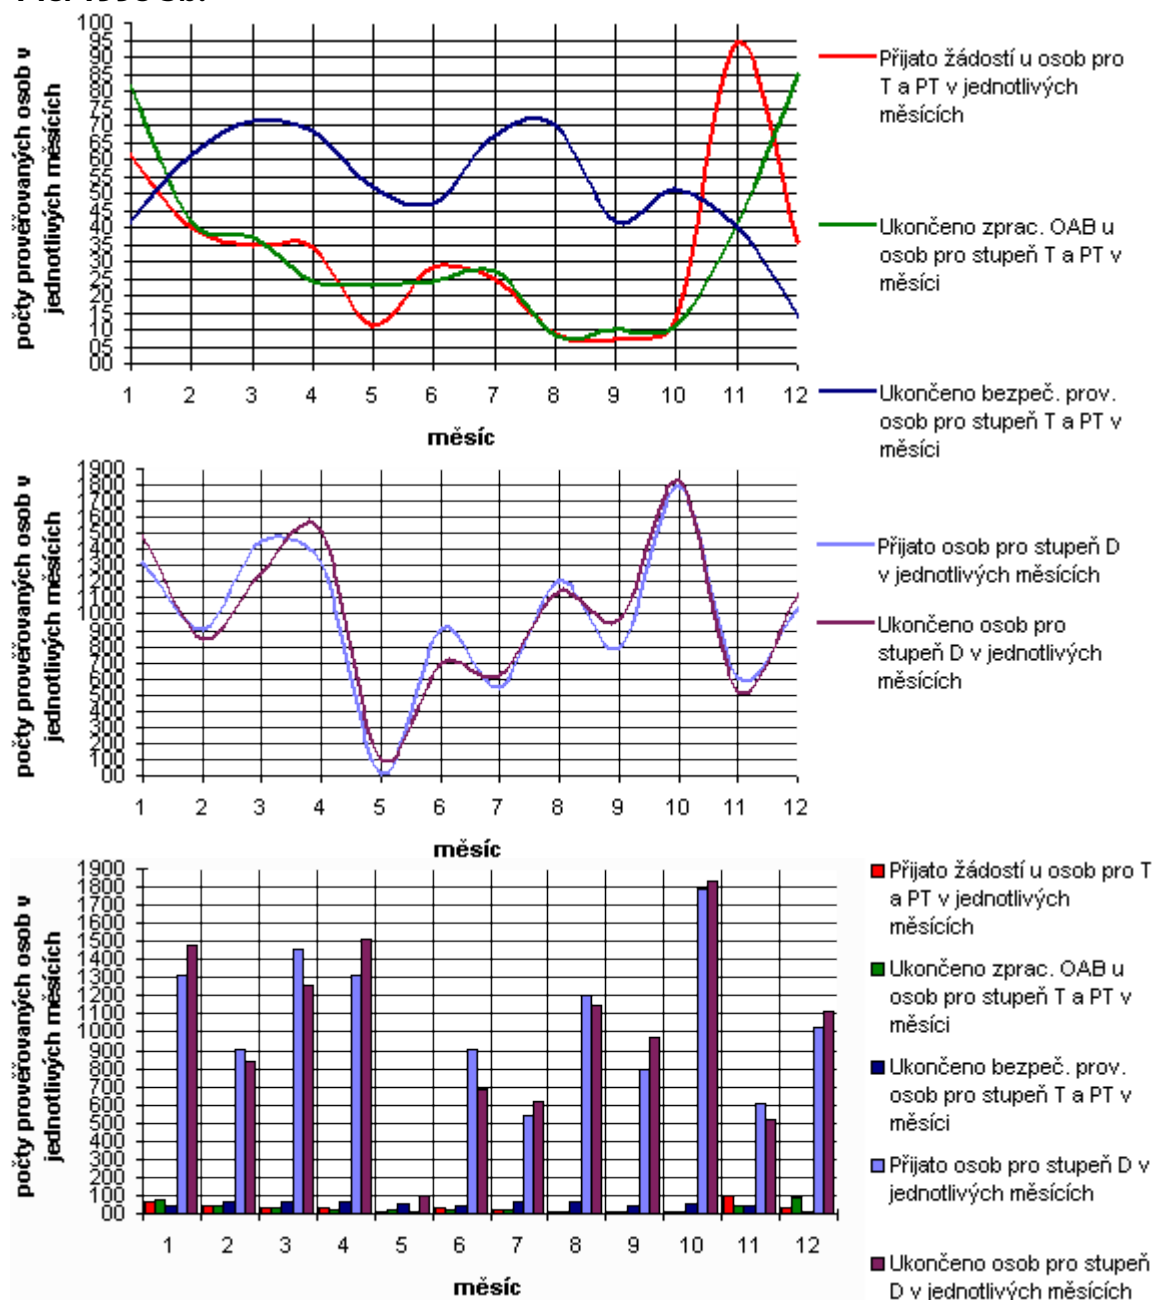 počty prověřovaných osob v
jednotlivých měsících
100
95
90
85
80
75
70
65
60
55
50
45
40
35
30
25
20
15
10
05
00
1 2 3 4 5 6 7 8 9 10 11 12
měsíc
Přijato žádostí u osob pro
T a PT v jednotlivých
měsících
Ukončeno zprac. OAB u
osob pro stupeň T a PT v
měsíci
Ukončeno bezpeč. prov.
osob pro stupeň T a PT v
měsíci
počty prověřovaných osob v
jednotlivých měsících
1900
1800
1700
1600
1500
1400
1300
1200
1100
1000
900
800
700
600
500
400
300
200
100
00
1 2 3 4 5 6 7 8 9 10 11 12
měsíc
Přijato osob pro stupeň D
v jednotlivých měsících
Ukončeno osob pro
stupeň D v jednotlivých
měsících
počty prověřovaných osob v
jednotlivých měsících
1900
1800
1700
1600
1500
1400
1300
1200
1100
1000
900
800
700
600
500
400
300
200
100
00
1 2 3 4 5 6 7 8 9 10 11 12
měsíc
Přijato žádostí u osob pro T
a PT v jednotlivých
měsících
Ukončeno zprac. OAB u
osob pro stupeň T a PT v
měsíci
Ukončeno bezpeč. prov.
osob pro stupeň T a PT v
měsíci
Přijato osob pro stupeň D v
jednotlivých měsících
Ukončeno osob pro stupeň
D v jednotlivých měsících